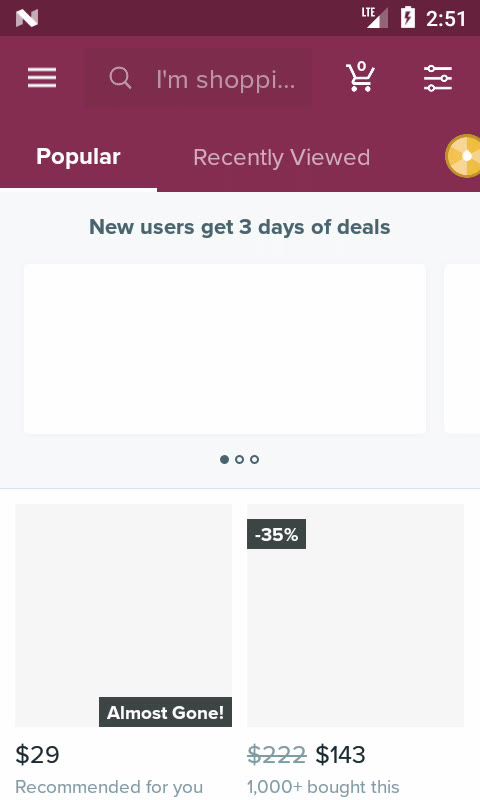 LTE
2:51
I'm shoppi...
0
Popular
Recently Viewed
New users get 3 days of deals
-35%
Almost Gone!
$29
$222 $143
Recommended for you
1,000+ bought this